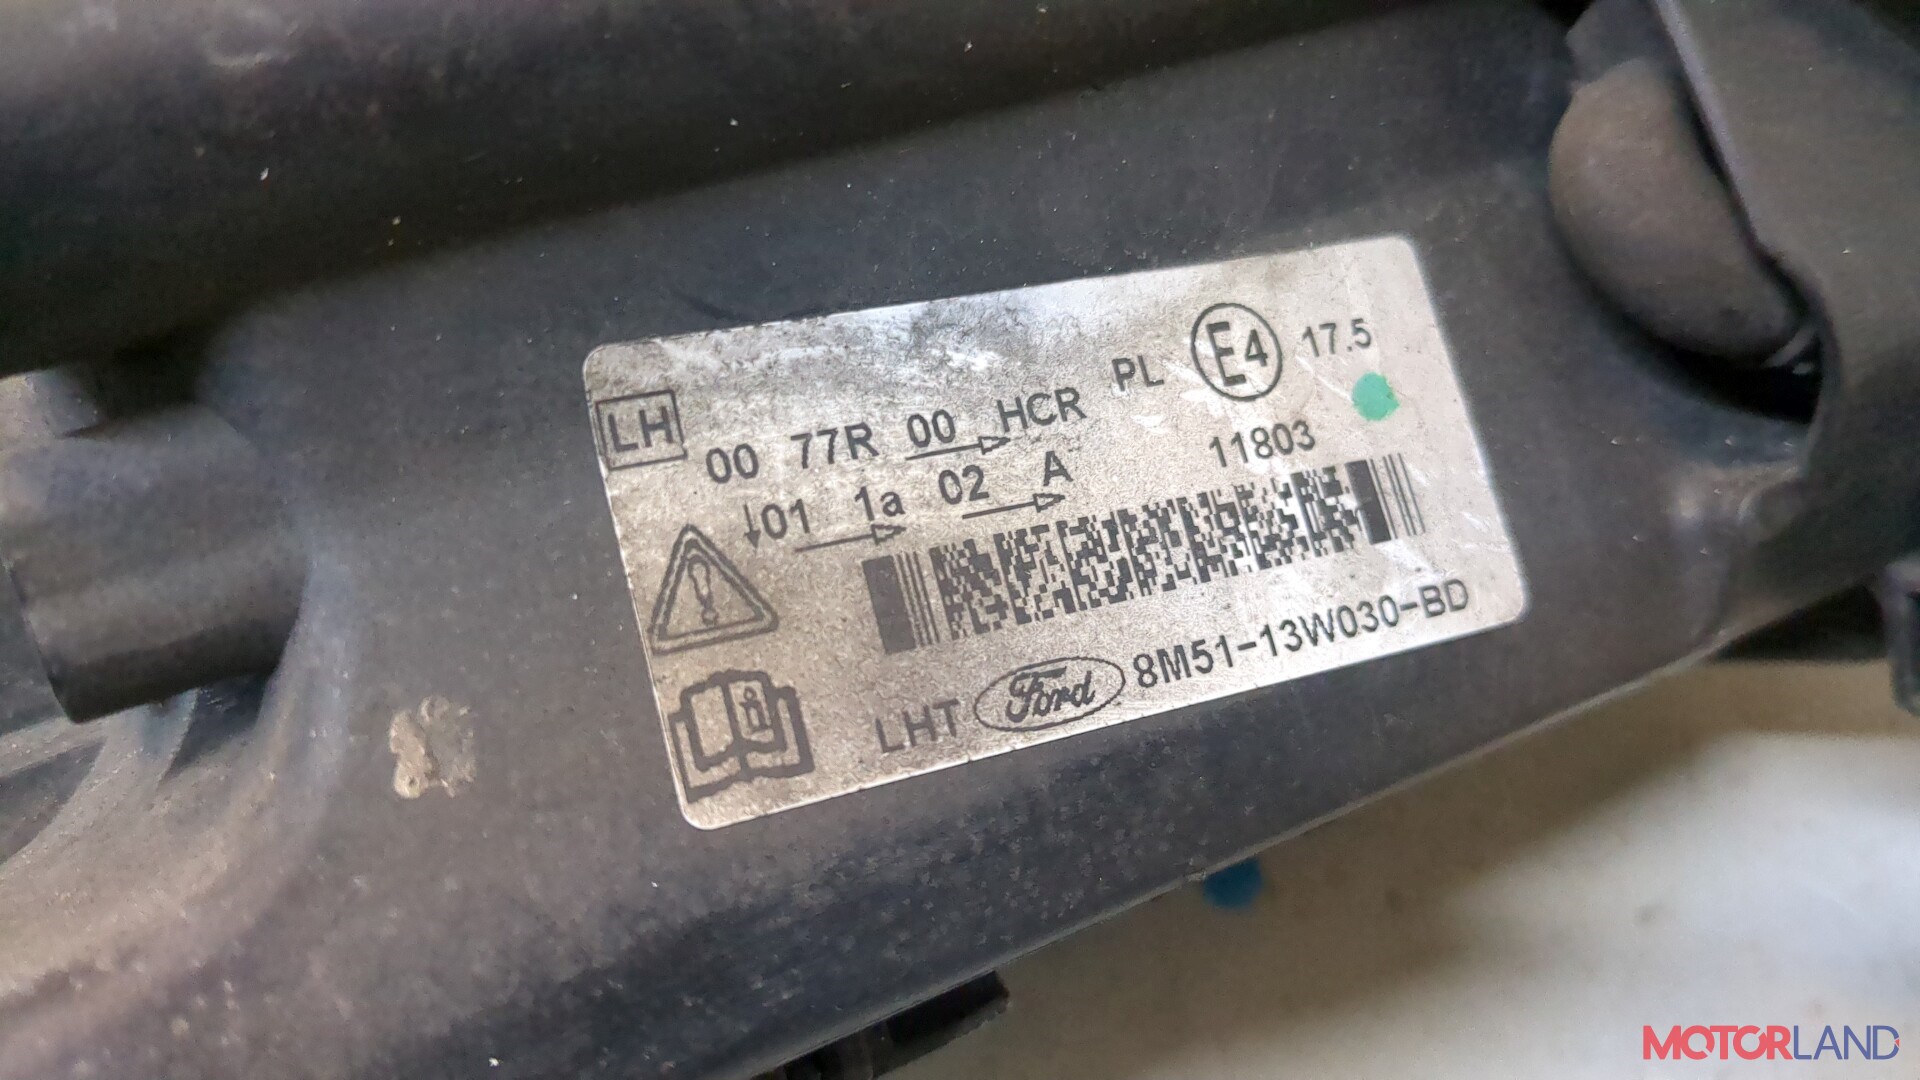 LH 00 77R 00 HCR PL E4 17.5
01 1a 02 A 11803
LHT Ford 8M51-13W030-BD
MOTORLAND